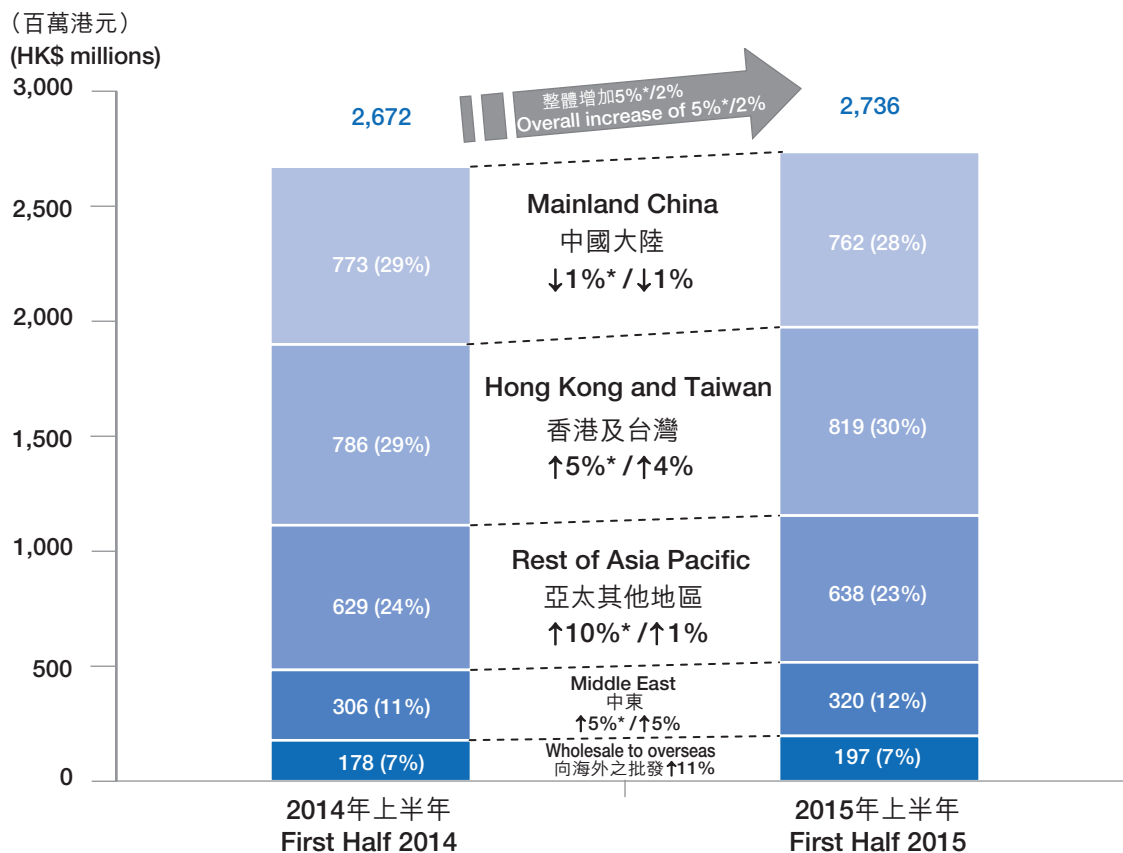 （百萬港元）
(HK$ millions)
3,000
2,500
2,000
1,500
1,000
500
0
2,672
整體增加5%*/2%
Overall increase of 5%*/2%
2,736
773 (29%)
Mainland China
中國大陸
↓1%* / ↓1%
762 (28%)
786 (29%)
Hong Kong and Taiwan
香港及台灣
↑5%* / ↑4%
819 (30%)
629 (24%)
Rest of Asia Pacific
亞太其他地區
↑10%* / ↑1%
638 (23%)
306 (11%)
Middle East
中東
↑5%* / ↑5%
320 (12%)
178 (7%)
Wholesale to overseas
向海外之批發↑11%
197 (7%)
2014年上半年
First Half 2014
2015年上半年
First Half 2015